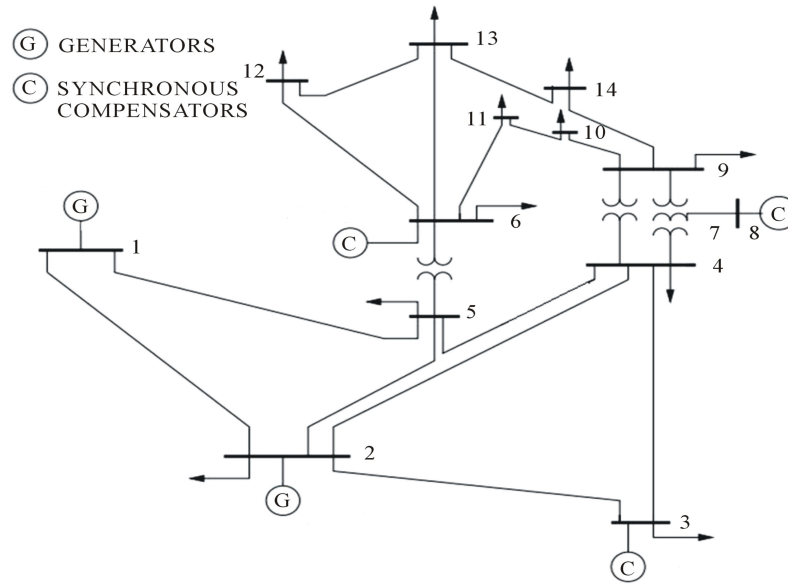 G GENERATORS
C SYNCHRONOUS
COMPENSATORS
13
12
14
11
10
9
G
C
6
7
8
C
1
4
5
2
G
3
C